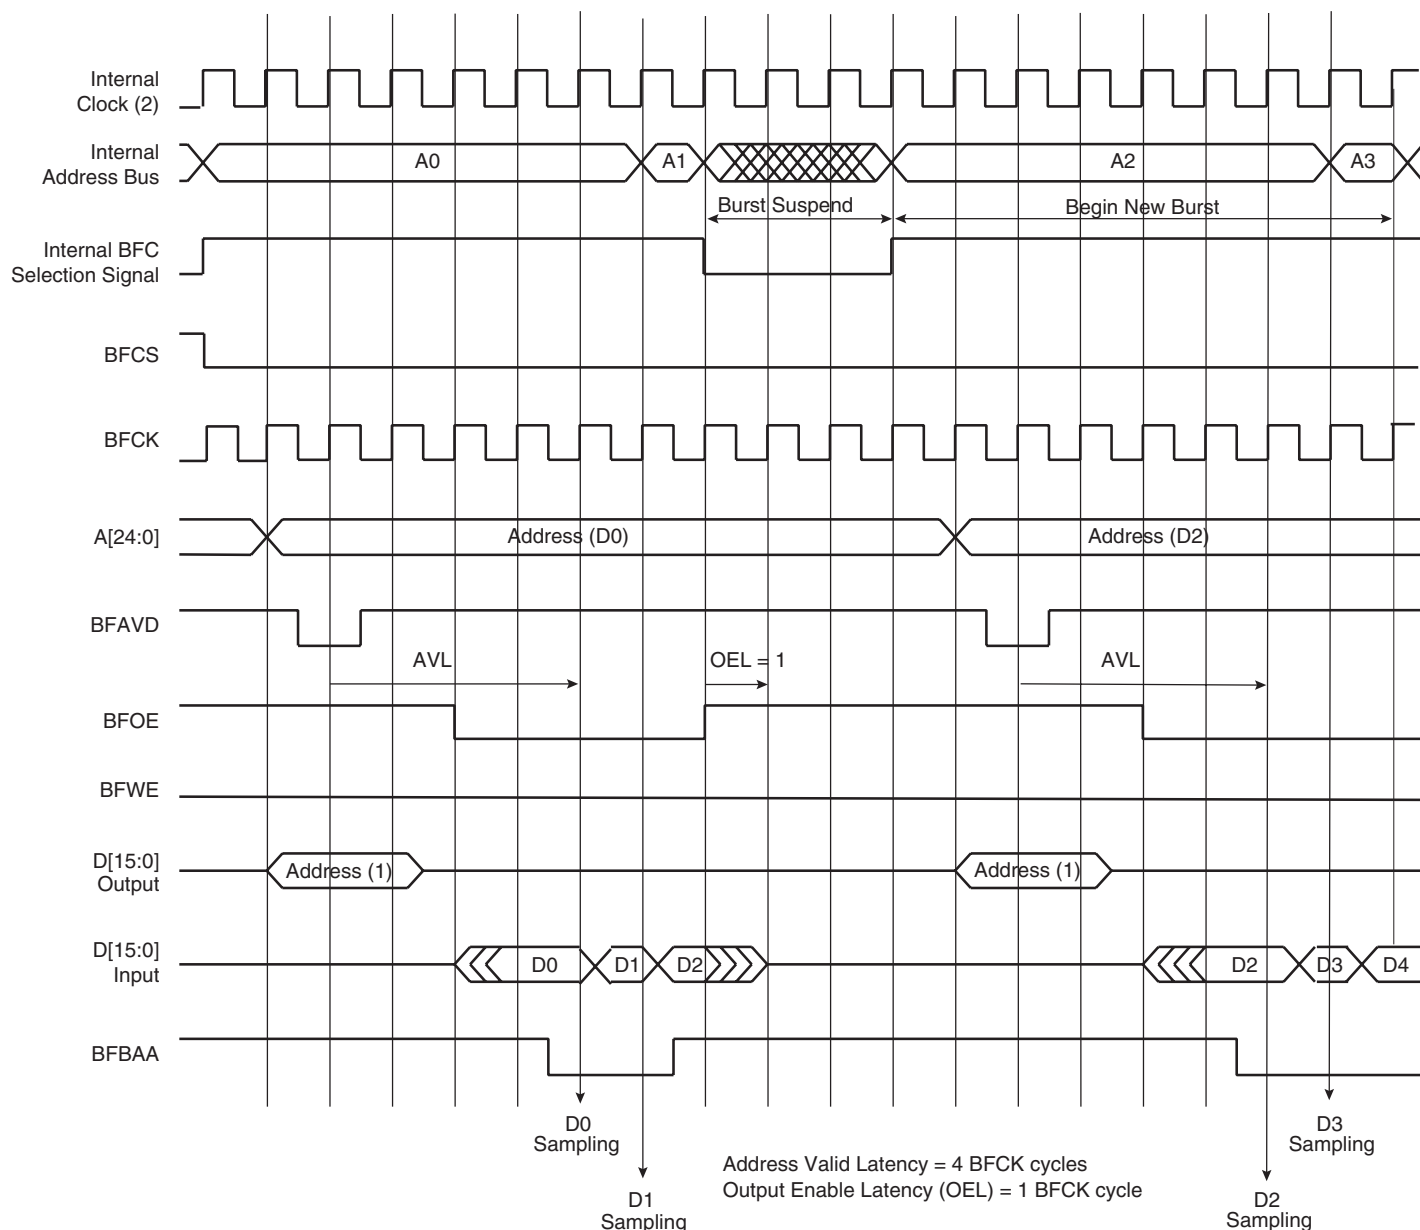 Internal
Clock (2)
Internal
Address Bus
A0
A1
A2
A3
Burst Suspend
Begin New Burst
Internal BFC
Selection Signal
BFCS
BFCK
A[24:0]
Address (D0)
Address (D2)
BFAVD
AVL
OEL = 1
AVL
BFOE
BFWE
D[15:0]
Output
Address (1)
Address (1)
D[15:0]
Input
D0
D1
D2
D2
D3
D4
BFBAA
D0
Sampling
D3
Sampling
Address Valid Latency = 4 BFCK cycles
Output Enable Latency (OEL) = 1 BFCK cycle
D1
Sampling
D2
Sampling